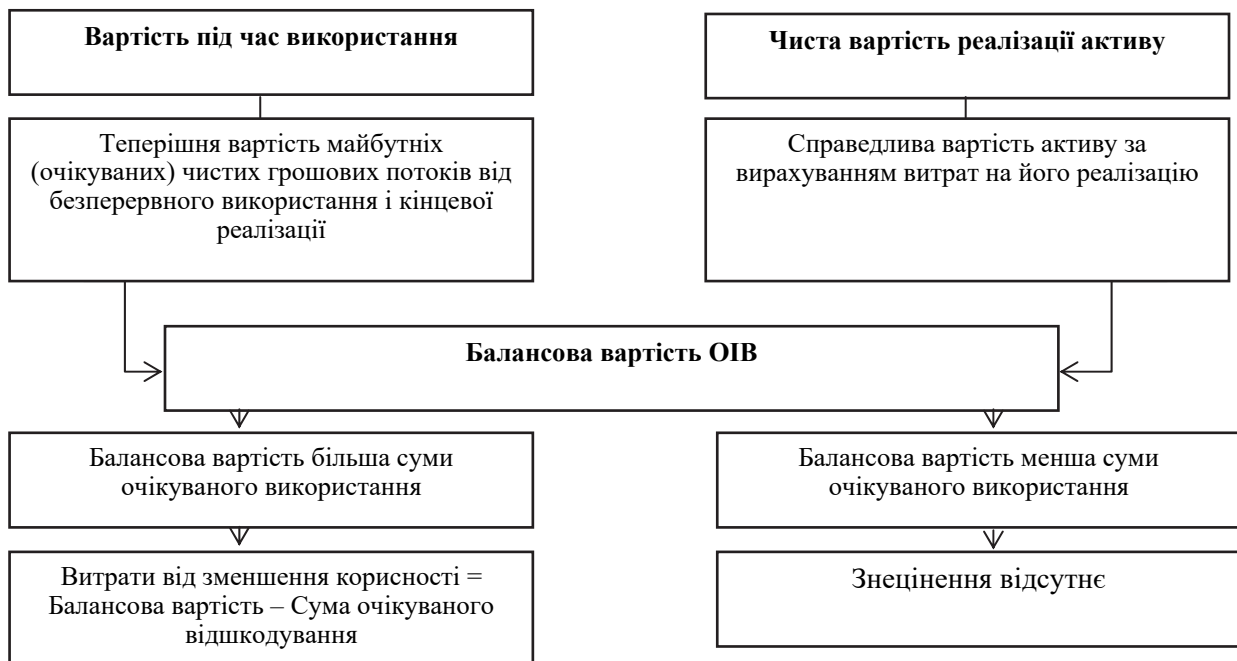 Вартість під час використання
Чиста вартість реалізації активу
Теперішня вартість майбутніх
(очікуваних) чистих грошових потоків від
безперервного використання і кінцевої
реалізації
Справедлива вартість активу за
вирахуванням витрат на його реалізацію
Балансова вартість ОІВ
Балансова вартість більша суми
очікуваного використання
Балансова вартість менша суми
очікуваного використання
Витрати від зменшення корисності =
Балансова вартість – Сума очікуваного
відшкодування
Знецінення відсутнє